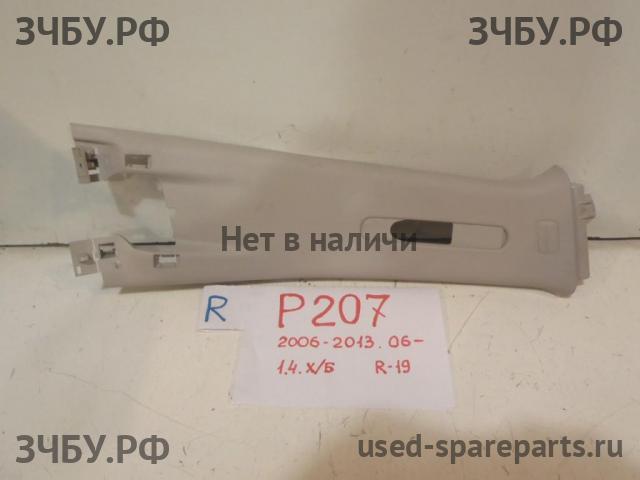 ЗЧБУ.РФ
ЗЧБУ.РФ
Нет в наличи
R
P207
2006-2013.06-
1.4. Х/Б R-19
ЗЧБУ.РФ
used-spareparts.ru